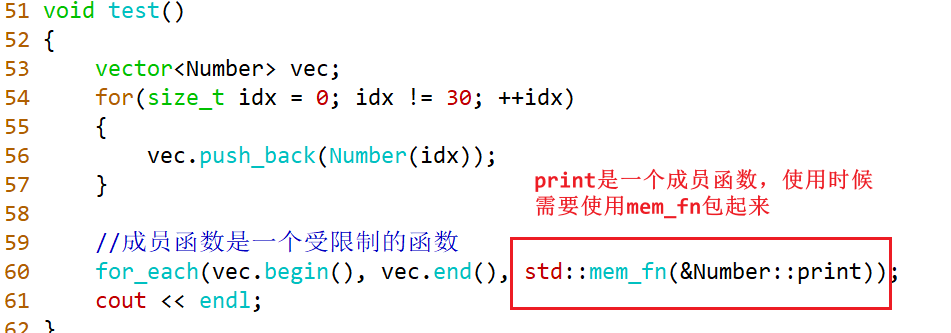 51 void test()
52 {
53     vector<Number> vec;
54     for(size_t idx = 0; idx != 30; ++idx)
55     {
56         vec.push_back(Number(idx));
57     }
print是一个成员函数，使用时候
需要使用mem_fn包起来
58
59     //成员函数是一个受限制的函数
60     for_each(vec.begin(), vec.end(), std::mem_fn(&Number::print));
61     cout << endl;
62 }